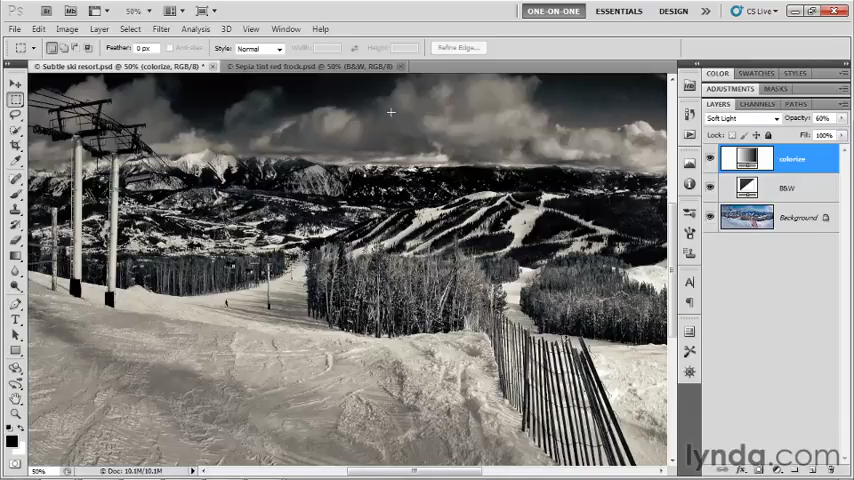 Ps Br Mb 50% ONE-ON-ONE ESSENTIALS DESIGN CS Live
File Edit Image Layer Select Filter Analysis 3D View Window Help
Feather: 0 px Anti-alias Style: Normal Width: Height: Refine Edge...
Subtle ski resort.psd @ 50% (colorize, RGB/8) * Sepia tint red frock.psd @ 50% (B&W, RGB/8)
COLOR SWATCHES STYLES
ADJUSTMENTS MASKS
LAYERS CHANNELS PATHS
Soft Light Opacity: 60%
Lock: Fill: 100%
colorize
B&W
Background
lynda.com
50% Doc: 10.1M/10.1M